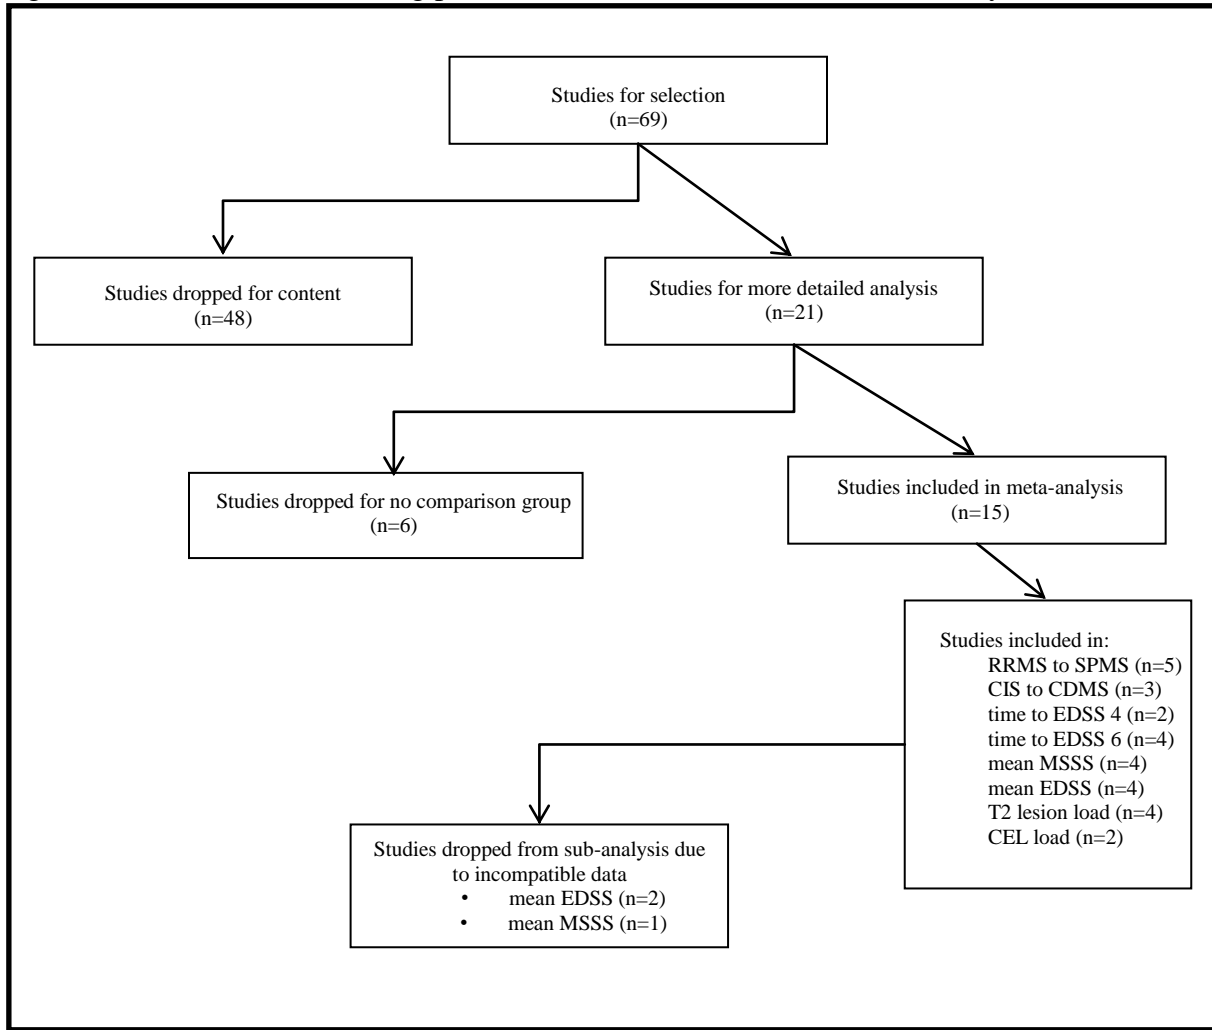 Studies for selection
(n=69)
Studies dropped for content
(n=48)
Studies for more detailed analysis
(n=21)
Studies dropped for no comparison group
(n=6)
Studies included in meta-analysis
(n=15)
Studies included in:
RRMS to SPMS (n=5)
CIS to CDMS (n=3)
time to EDSS 4 (n=2)
time to EDSS 6 (n=4)
mean MSSS (n=4)
mean EDSS (n=4)
T2 lesion load (n=4)
CEL load (n=2)
Studies dropped from sub-analysis due
to incompatible data
• mean EDSS (n=2)
• mean MSSS (n=1)